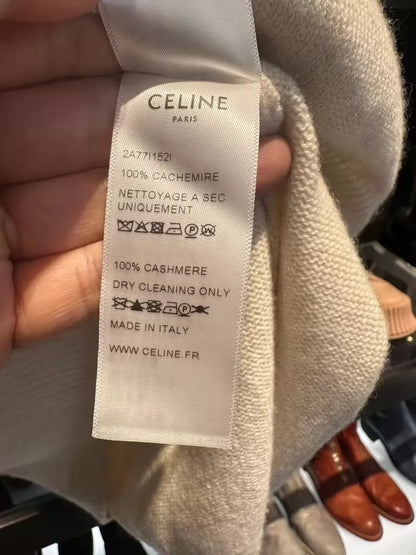 CELINE
PARIS
2A77I152I
100% CACHEMIRE
NETTOYAGE A SEC
UNIQUEMENT
100% CASHMERE
DRY CLEANING ONLY
MADE IN ITALY
WWW.CELINE.FR